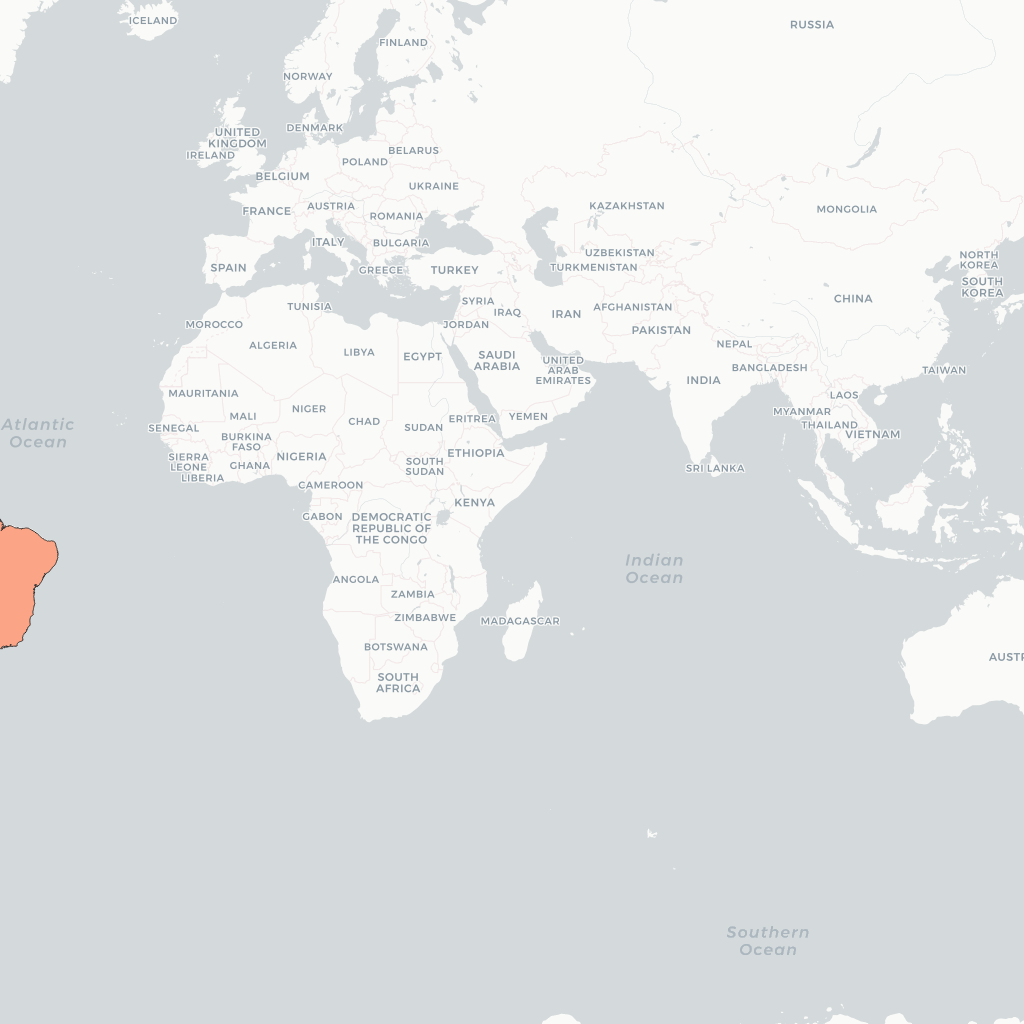 ICELAND
RUSSIA
FINLAND
NORWAY
DENMARK
UNITED
KINGDOM
IRELAND
BELARUS
POLAND
BELGIUM
UKRAINE
KAZAKHSTAN
AUSTRIA
FRANCE
ROMANIA
MONGOLIA
ITALY
BULGARIA
UZBEKISTAN
NORTH
KOREA
SPAIN
GREECE
TURKEY
TURKMENISTAN
SOUTH
KOREA
CHINA
SYRIA
TUNISIA
IRAQ
IRAN
AFGHANISTAN
MOROCCO
JORDAN
PAKISTAN
ALGERIA
LIBYA
EGYPT
SAUDI
ARABIA
NEPAL
UNITED
ARAB
EMIRATES
BANGLADESH
TAIWAN
INDIA
MAURITANIA
LAOS
NIGER
MYANMAR
MALI
CHAD
ERITREA
YEMEN
THAILAND
Atlantic
Ocean
SENEGAL
SUDAN
VIETNAM
BURKINA
FASO
ETHIOPIA
SIERRA
LEONE
GHANA
NIGERIA
SOUTH
SUDAN
SRI LANKA
LIBERIA
CAMEROON
KENYA
GABON
DEMOCRATIC
REPUBLIC OF
THE CONGO
Indian
Ocean
ANGOLA
ZAMBIA
ZIMBABWE
MADAGASCAR
BOTSWANA
AUSTR
SOUTH
AFRICA
Southern
Ocean